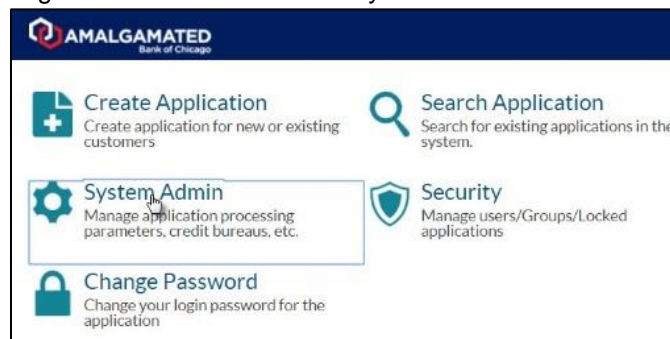 AMALGAMATED
Bank of Chicago
Create Application
Create application for new or existing
customers
Search Application
Search for existing applications in the
system.
System Admin
Manage application processing
parameters, credit bureaus, etc.
Security
Manage users/Groups/Locked
applications
Change Password
Change your login password for the
application